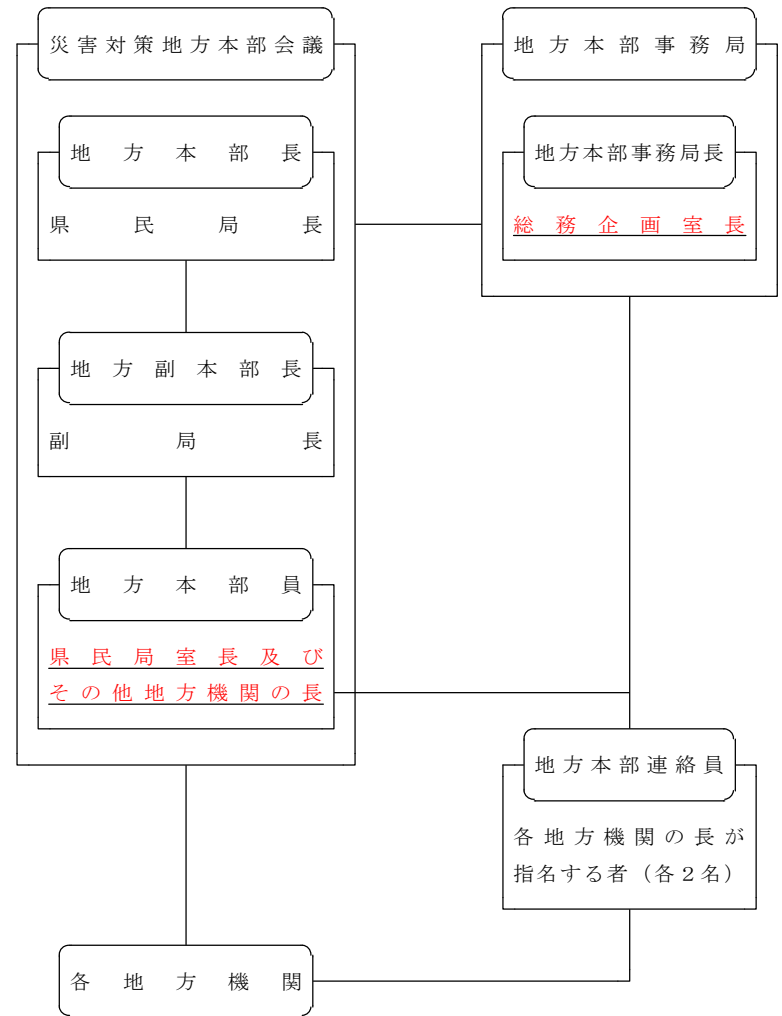 災害対策地方本部会議
地方本部長
県民局長
地方副本部長
副局長
地方本部員
県民局室長及び
その他地方機関の長
各地方機関
地方本部事務局
地方本部事務局長
総務企画室長
地方本部連絡員
各地方機関の長が
指名する者（各２名）